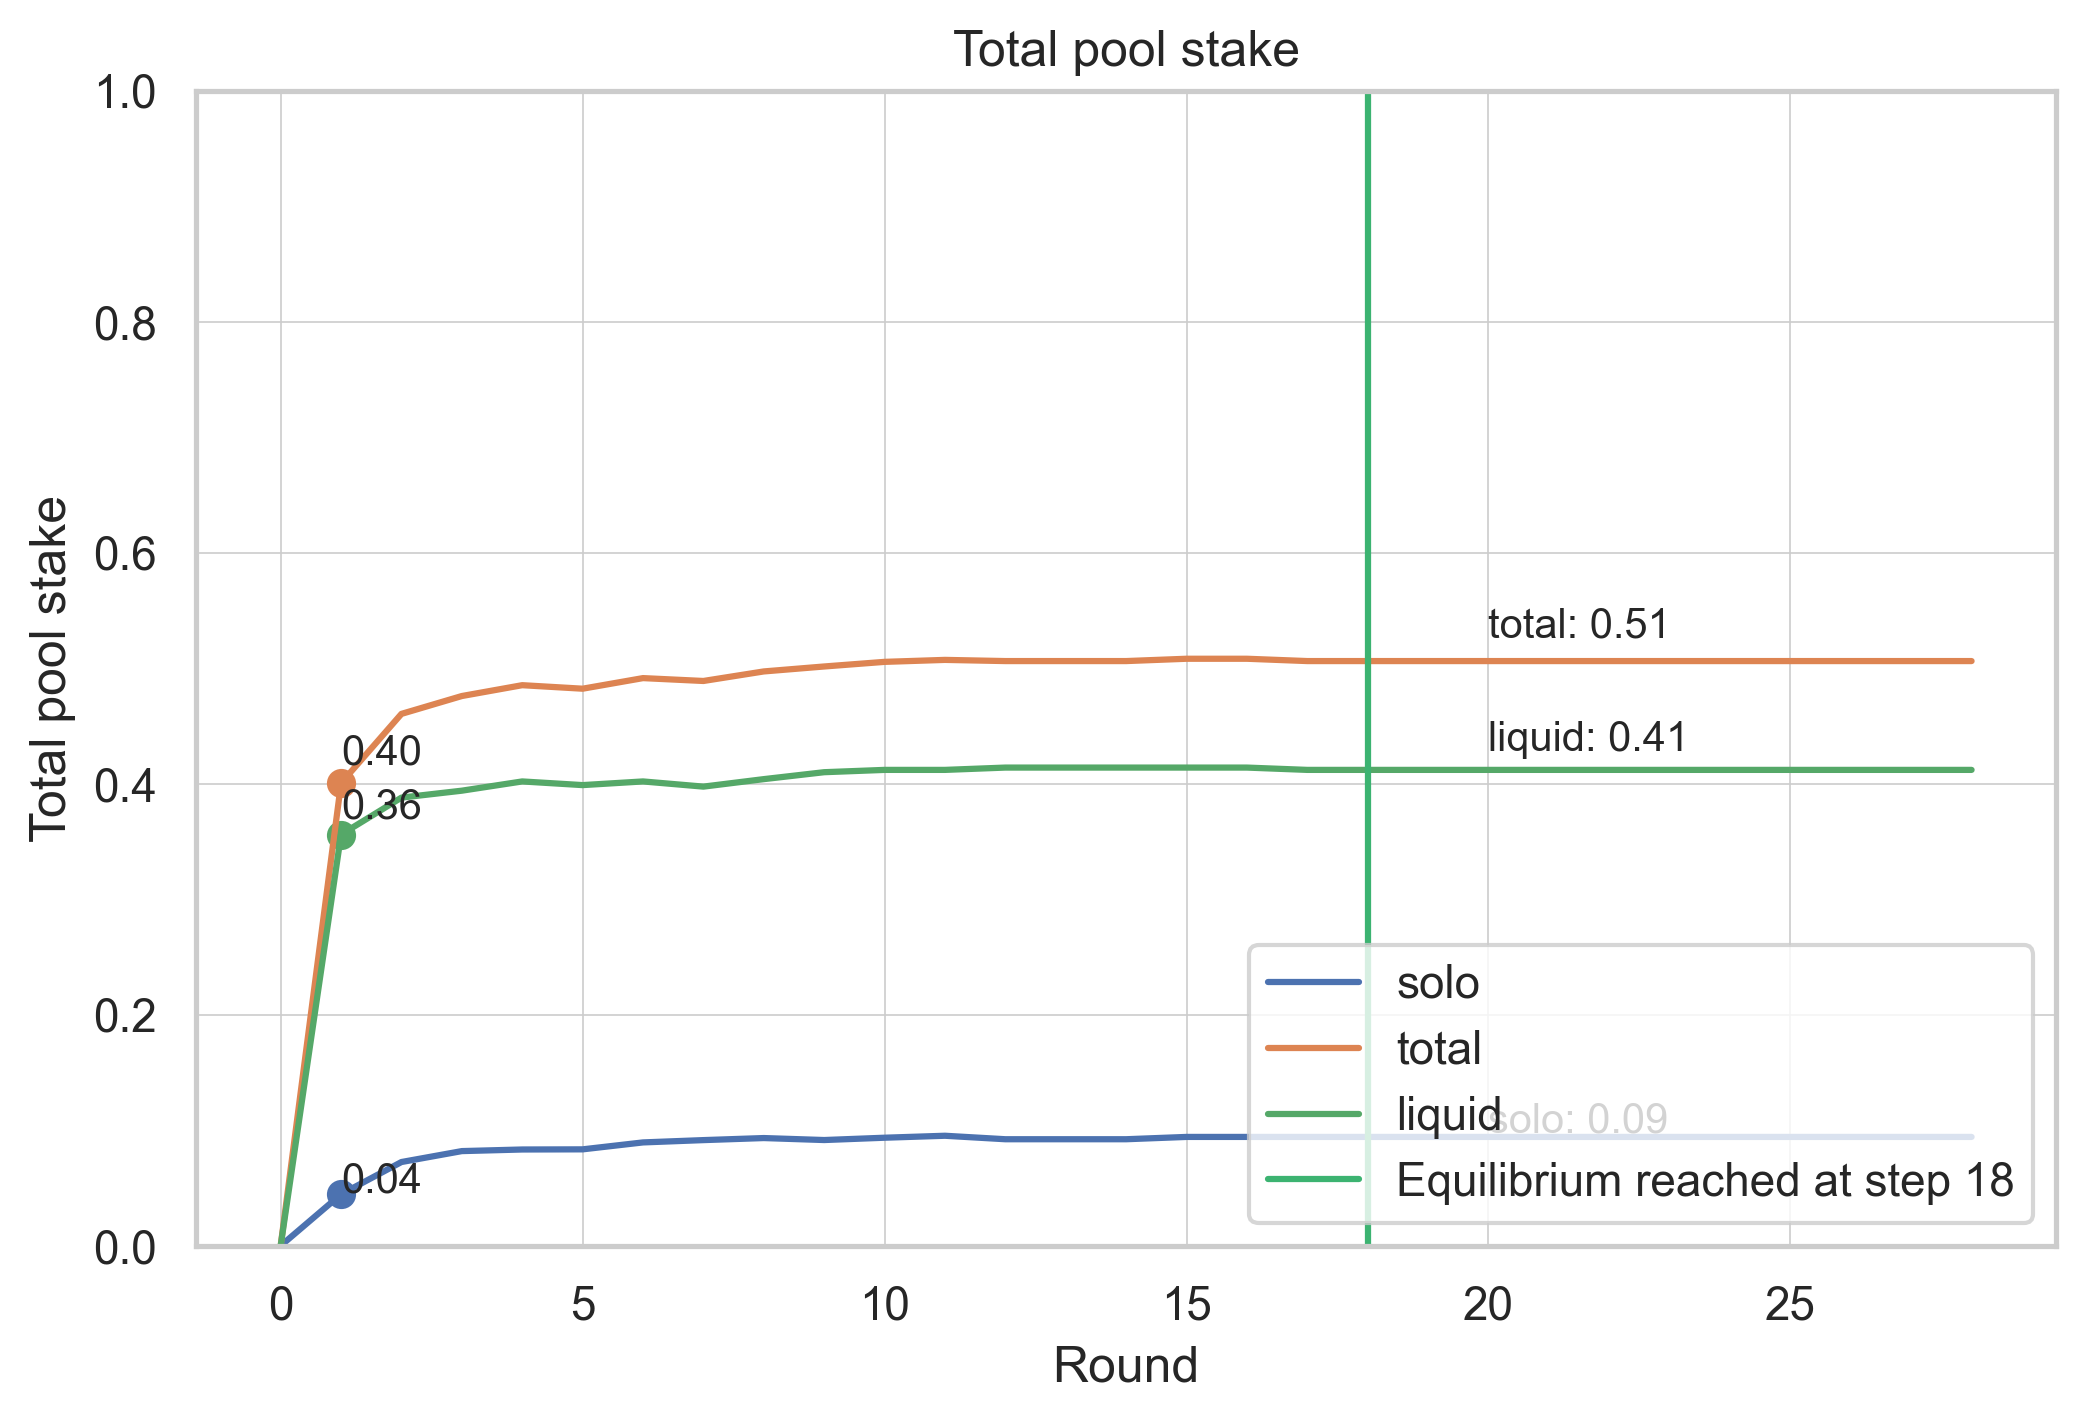 Total pool stake
1.0
0.8
0.6
0.4
0.2
0.0
Total pool stake
total: 0.51
liquid: 0.41
0.40
0.36
0.04
solo: 0.09
solo
total
liquid
Equilibrium reached at step 18
0 5 10 15 20 25
Round